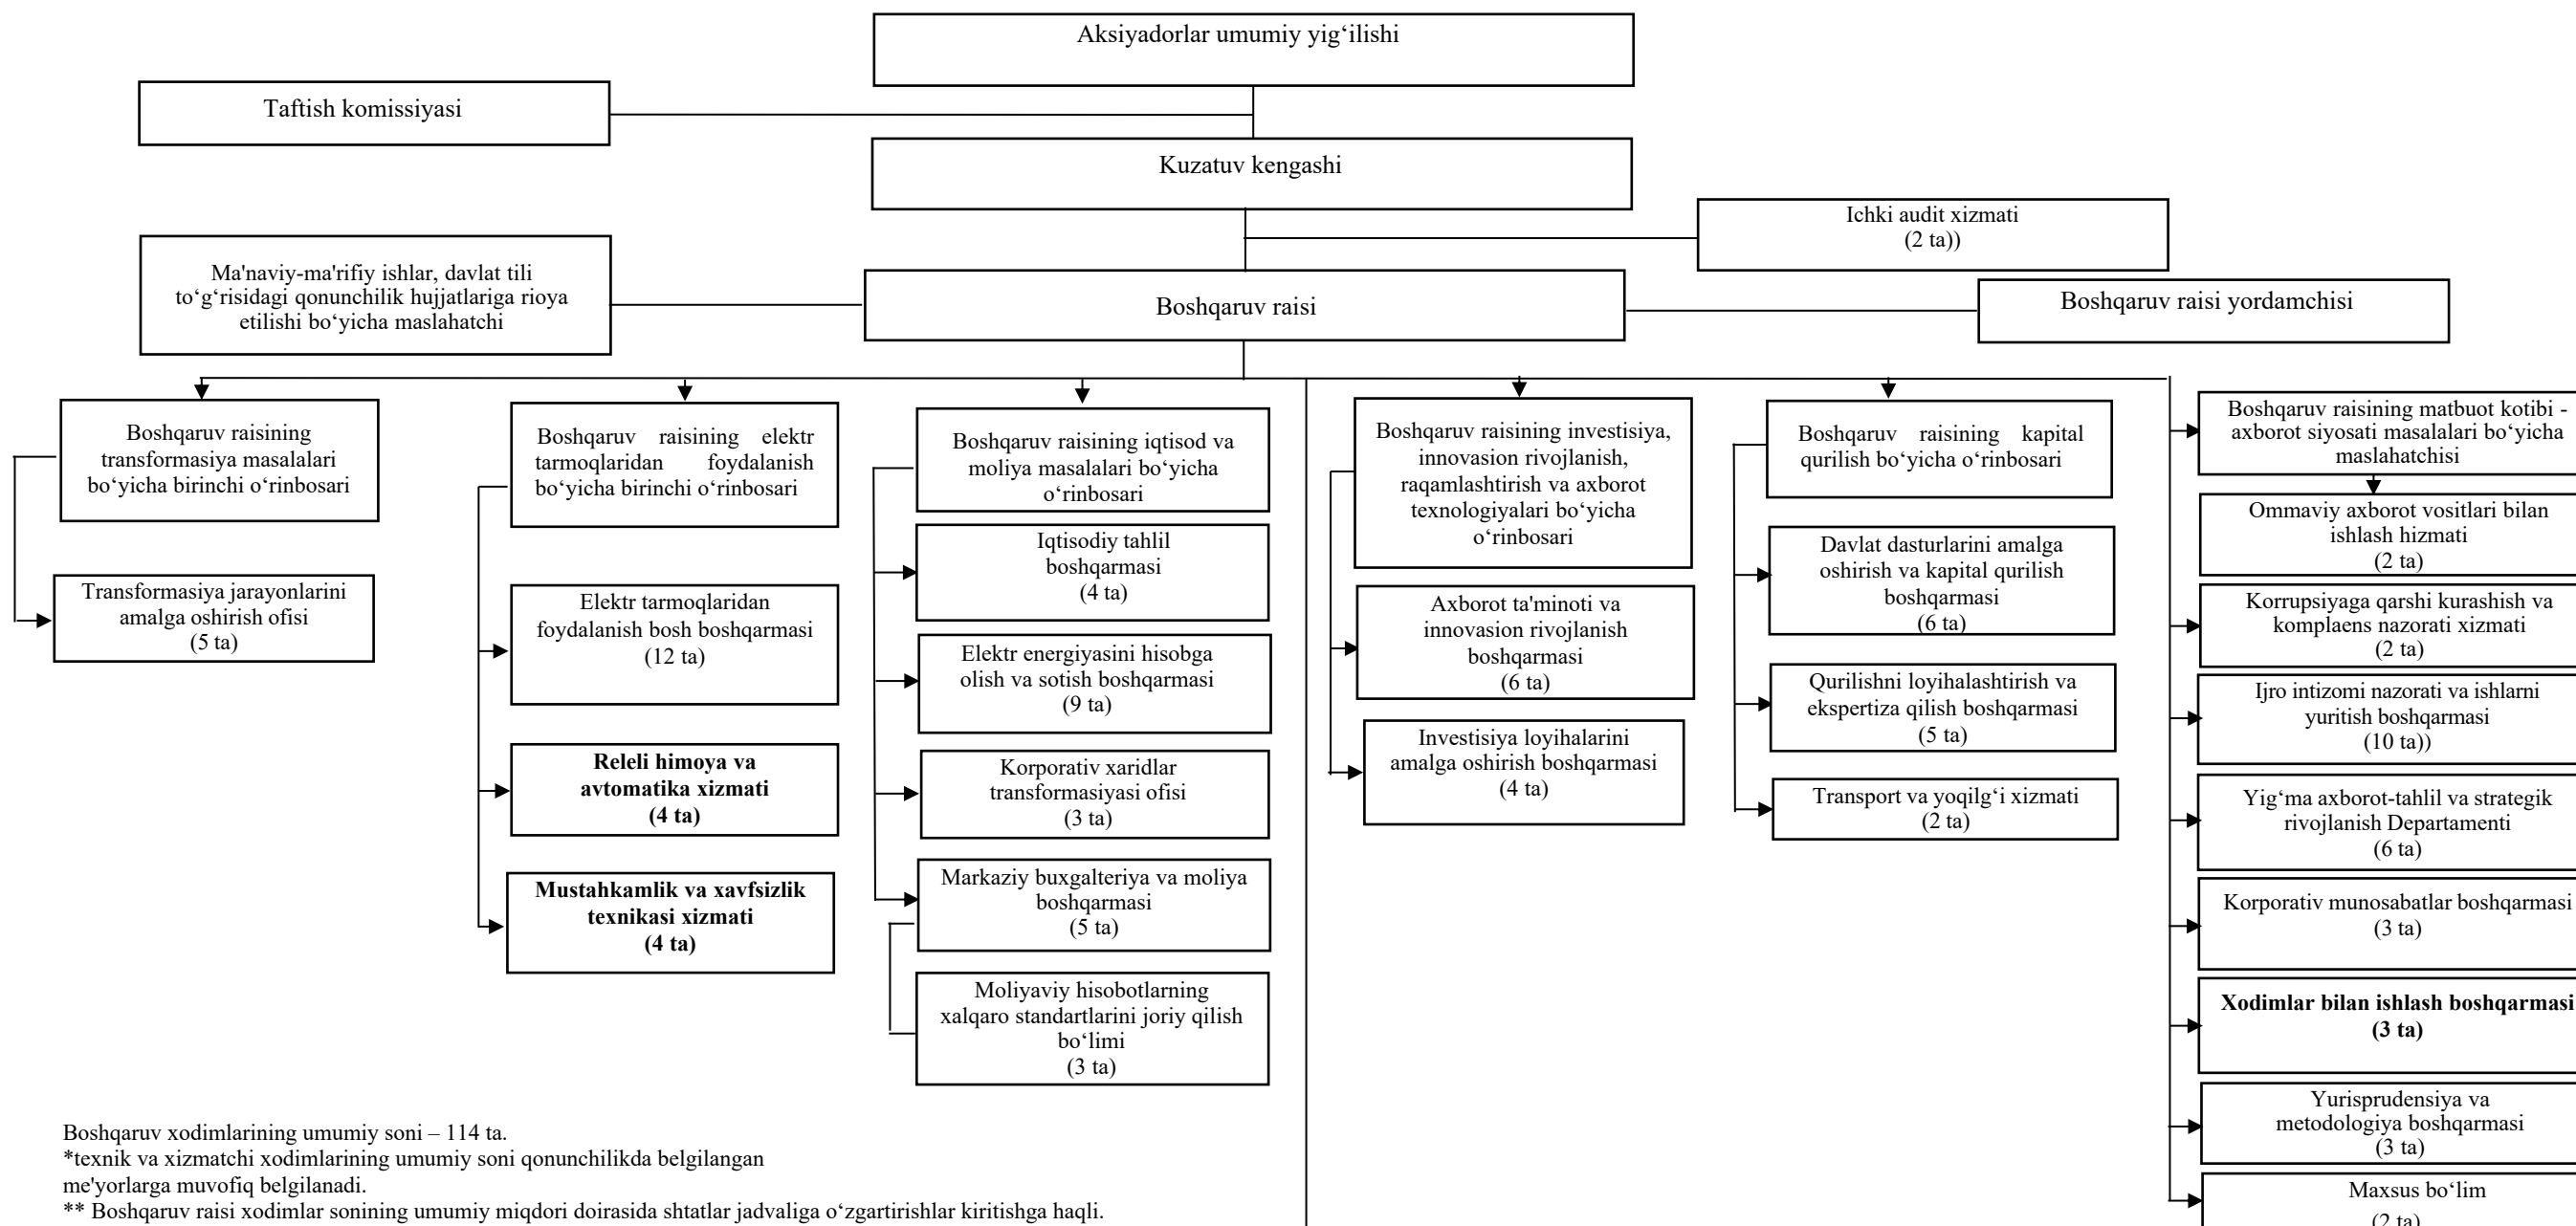 Aksiyadorlar umumiy yig‘ilishi
Taftish komissiyasi
Kuzatuv kengashi
Ichki audit xizmati
(2 ta))
Ma'naviy-ma'rifiy ishlar, davlat tili
to‘g‘risidagi qonunchilik hujjatlariga rioya
etilishi bo‘yicha maslahatchi
Boshqaruv raisi
Boshqaruv raisi yordamchisi
Boshqaruv raisining
transformasiya masalalari
bo‘yicha birinchi o‘rinbosari
Transformasiya jarayonlarini
amalga oshirish ofisi
(5 ta)
Boshqaruv raisining elektr
tarmoqlaridan foydalanish
bo‘yicha birinchi o‘rinbosari
Elektr tarmoqlaridan
foydalanish bosh boshqarmasi
(12 ta)
Releli himoya va
avtomatika xizmati
(4 ta)
Mustahkamlik va xavfsizlik
texnikasi xizmati
(4 ta)
Boshqaruv raisining iqtisod va
moliya masalalari bo‘yicha
o‘rinbosari
Iqtisodiy tahlil
boshqarmasi
(4 ta)
Elektr energiyasini hisobga
olish va sotish boshqarmasi
(9 ta)
Korporativ xaridlar
transformasiyasi ofisi
(3 ta)
Markaziy buxgalteriya va moliya
boshqarmasi
(5 ta)
Moliyaviy hisobotlarning
xalqaro standartlarini joriy qilish
bo‘limi
(3 ta)
Boshqaruv raisining investisiya,
innovasion rivojlanish,
raqamlashtirish va axborot
texnologiyalari bo‘yicha
o‘rinbosari
Axborot ta'minoti va
innovasion rivojlanish
boshqarmasi
(6 ta)
Investisiya loyihalarini
amalga oshirish boshqarmasi
(4 ta)
Boshqaruv raisining kapital
qurilish bo‘yicha o‘rinbosari
Davlat dasturlarini amalga
oshirish va kapital qurilish
boshqarmasi
(6 ta)
Qurilishni loyihalashtirish va
ekspertiza qilish boshqarmasi
(5 ta)
Transport va yoqilg‘i xizmati
(2 ta)
Boshqaruv raisining matbuot kotibi -
axborot siyosati masalalari bo‘yicha
maslahatchisi
Ommaviy axborot vositlari bilan
ishlash hizmati
(2 ta)
Korrupsiyaga qarshi kurashish va
komplaens nazorati xizmati
(2 ta)
Ijro intizomi nazorati va ishlarni
yuritish boshqarmasi
(10 ta))
Yig‘ma axborot-tahlil va strategik
rivojlanish Departamenti
(6 ta)
Korporativ munosabatlar boshqarmasi
(3 ta)
Xodimlar bilan ishlash boshqarmasi
(3 ta)
Yurisprudensiya va
metodologiya boshqarmasi
(3 ta)
Maxsus bo‘lim
(2 ta)
Boshqaruv xodimlarining umumiy soni – 114 ta.
*texnik va xizmatchi xodimlarining umumiy soni qonunchilikda belgilangan
me'yorlarga muvofiq belgilanadi.
** Boshqaruv raisi xodimlar sonining umumiy miqdori doirasida shtatlar jadvaliga o‘zgartirishlar kiritishga haqli.